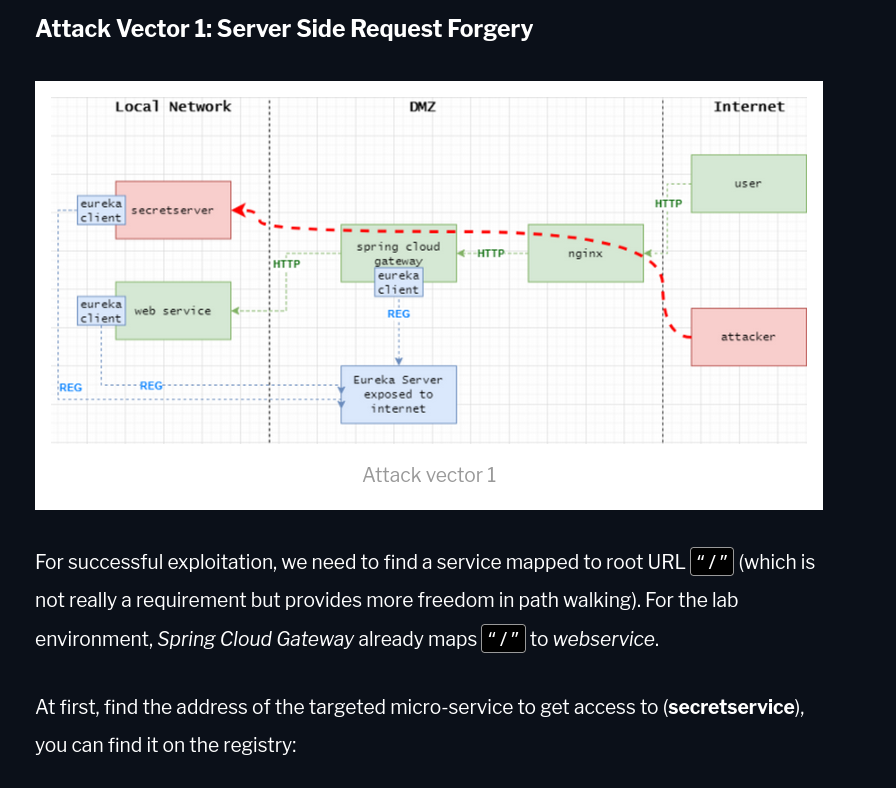 Attack Vector 1: Server Side Request Forgery
Local Network
DMZ
Internet
user
HTTP
eureka
client
secretserver
spring cloud
gateway
eureka
client
HTTP
nginx
HTTP
eureka
client
web service
REG
attacker
REG
REG
Eureka Server
exposed to
internet
Attack vector 1
For successful exploitation, we need to find a service mapped to root URL “/” (which is
not really a requirement but provides more freedom in path walking). For the lab
environment, Spring Cloud Gateway already maps “/” to webservice.
At first, find the address of the targeted micro-service to get access to (secretservice),
you can find it on the registry: